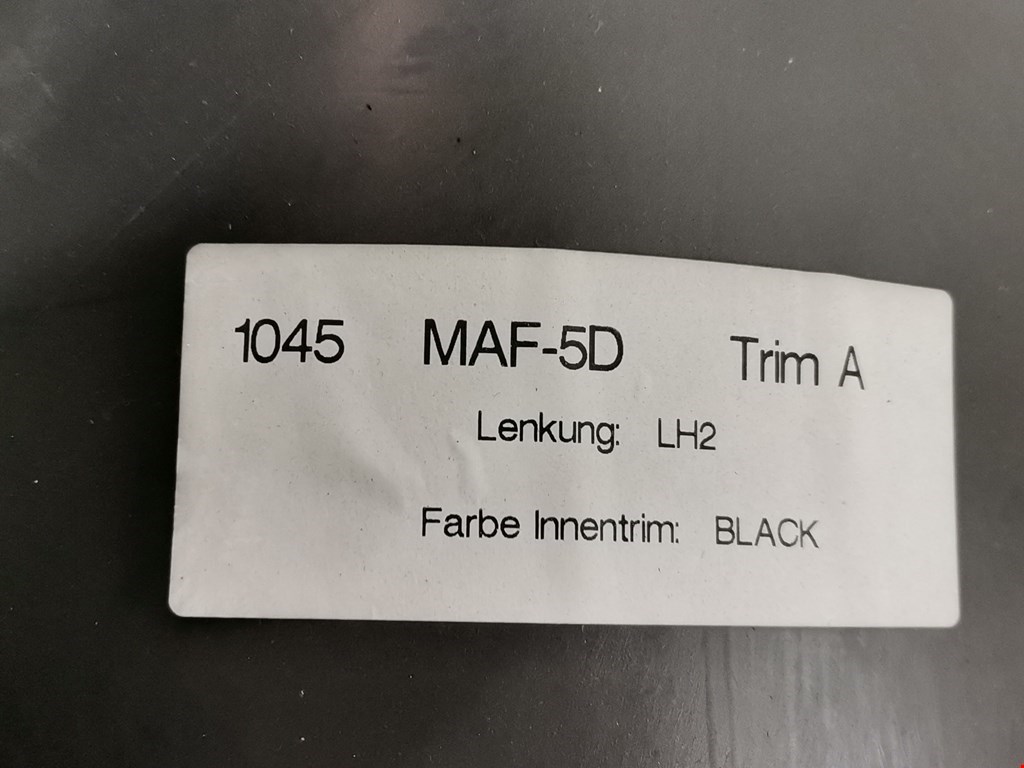 1045 MAF-5D Trim A
Lenkung: LH2
Farbe Innentrim: BLACK